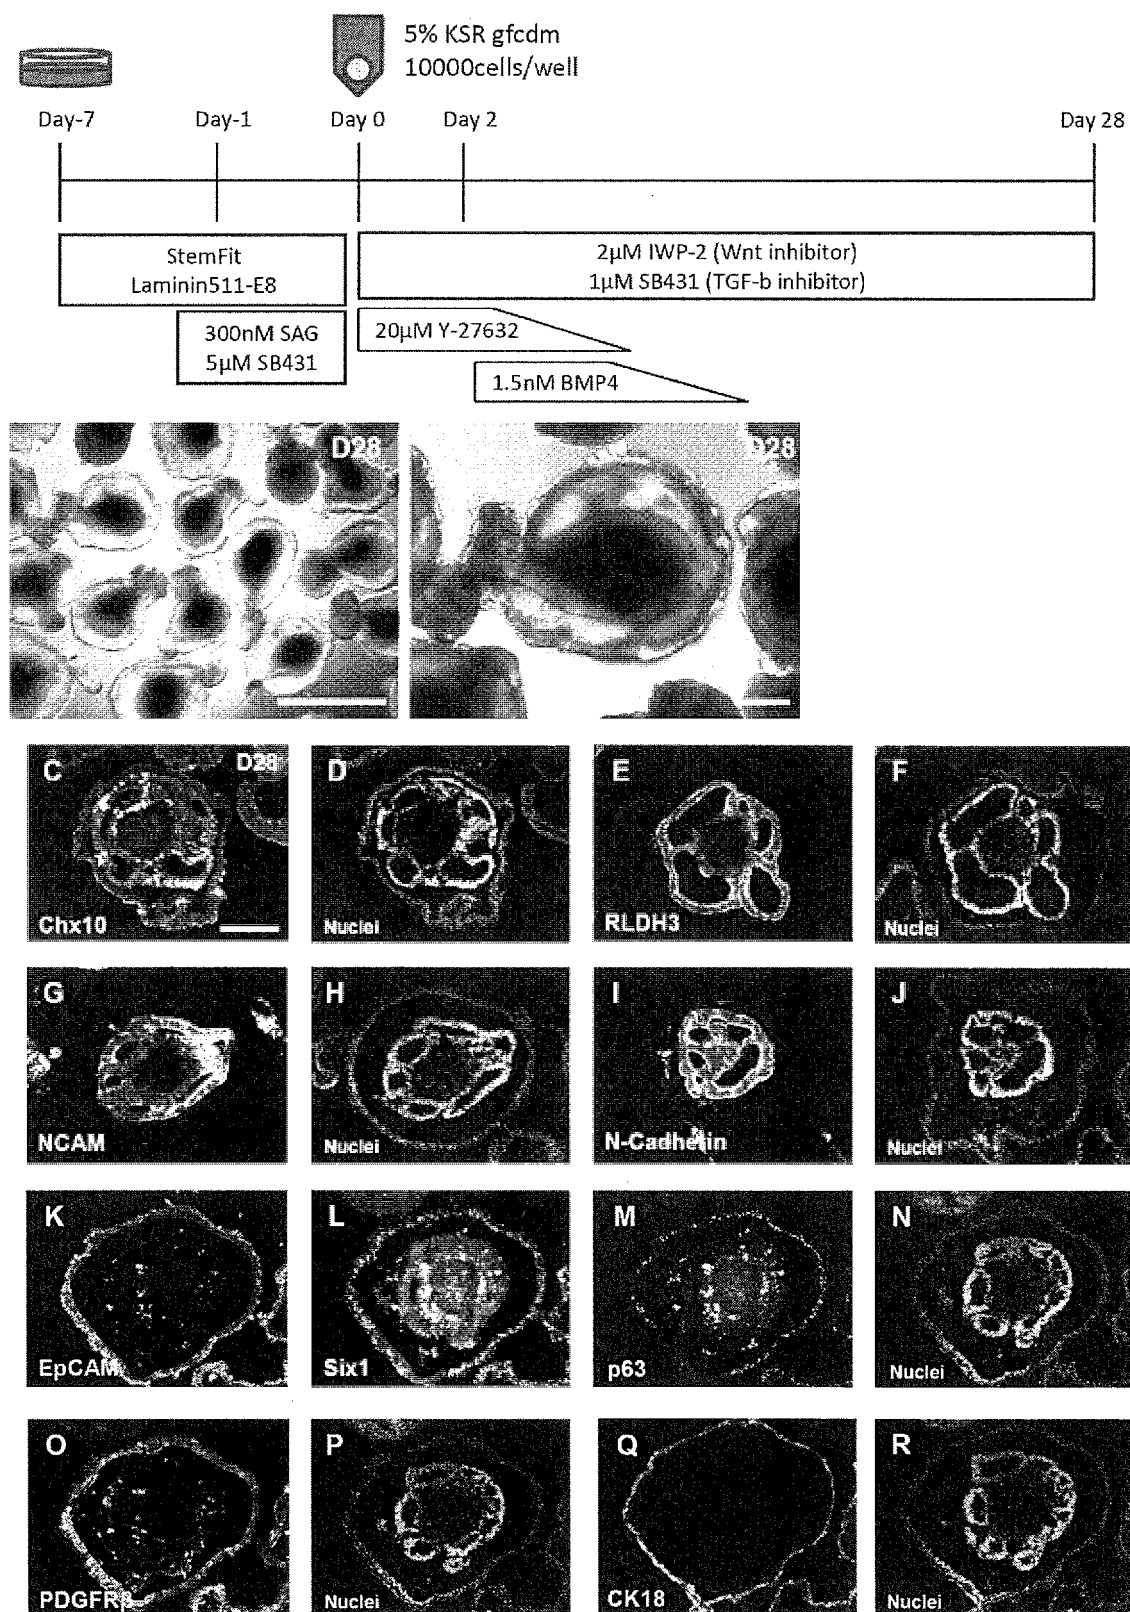 5% KSR gfcdm
10000cells/well
Day-7
Day-1
Day 0
Day 2
Day 28
StemFit
Laminin511-E8
2μM IWP-2 (Wnt inhibitor)
1μM SB431 (TGF-b inhibitor)
300nM SAG
5μM SB431
20μM Y-27632
1.5nM BMP4
D28
D28
C
D28
Chx10
D
Nuclei
E
RLDH3
F
Nuclei
G
NCAM
H
Nuclei
I
N-Cadherin
J
Nuclei
K
EpCAM
L
Six1
M
p63
N
Nuclei
O
PDGFRβ
P
Nuclei
Q
CK18
R
Nuclei